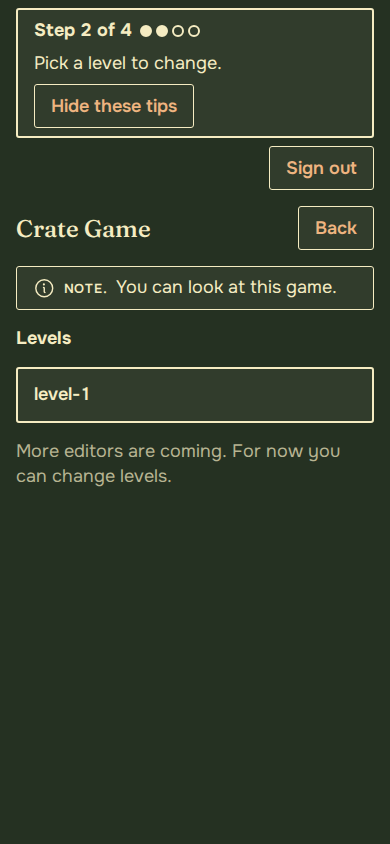 Step 2 of 4
Pick a level to change.
Hide these tips
Sign out
Crate Game
Back
NOTE. You can look at this game.
Levels
level-1
More editors are coming. For now you
can change levels.